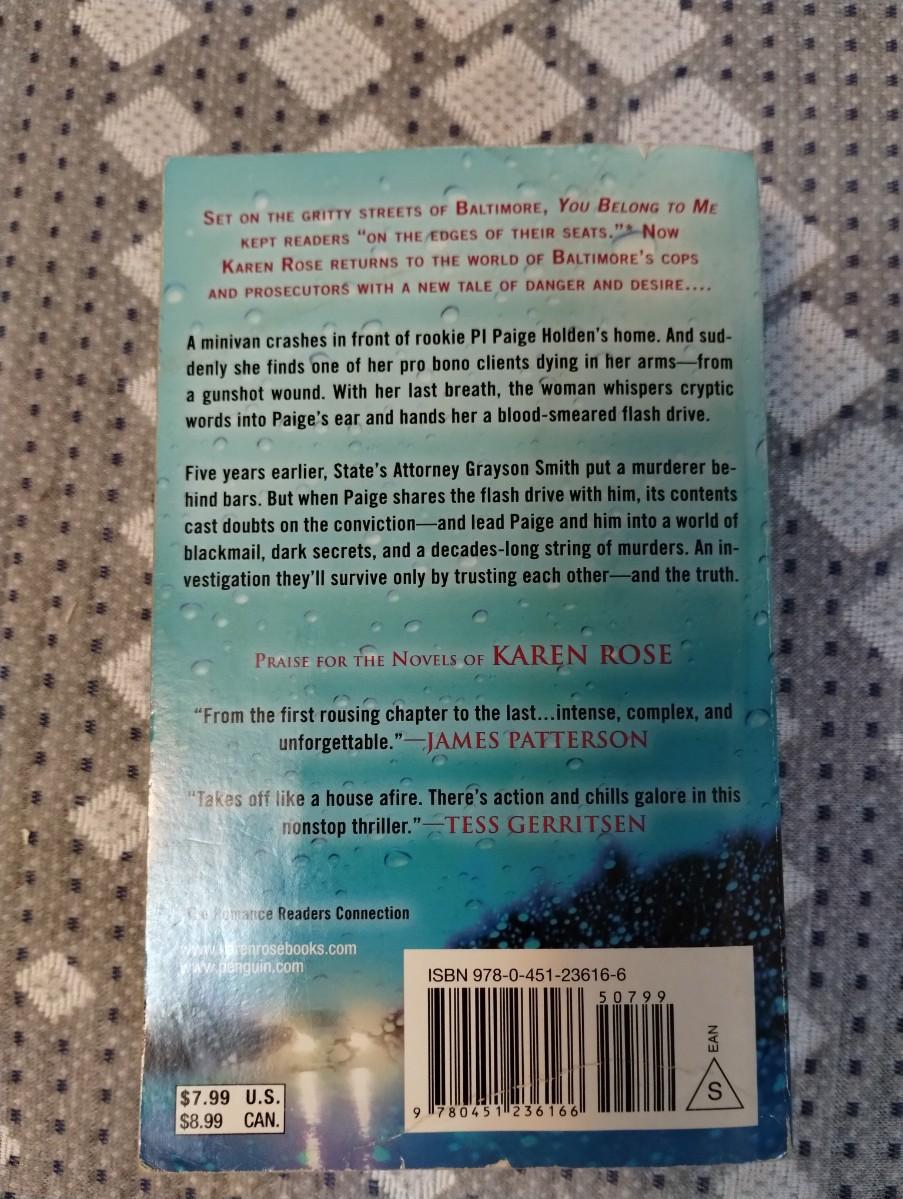 SET ON THE GRITTY STREETS OF BALTIMORE, YOU BELONG TO ME
KEPT READERS "ON THE EDGES OF THEIR SEATS."* NOW
KAREN ROSE RETURNS TO THE WORLD OF BALTIMORE'S COPS
AND PROSECUTORS WITH A NEW TALE OF DANGER AND DESIRE....
A minivan crashes in front of rookie PI Paige Holden's home. And sud-
denly she finds one of her pro bono clients dying in her arms—from
a gunshot wound. With her last breath, the woman whispers cryptic
words into Paige's ear and hands her a blood-smeared flash drive.
Five years earlier, State's Attorney Grayson Smith put a murderer be-
hind bars. But when Paige shares the flash drive with him, its contents
cast doubts on the conviction—and lead Paige and him into a world of
blackmail, dark secrets, and a decades-long string of murders. An in-
vestigation they'll survive only by trusting each other—and the truth.
PRAISE FOR THE NOVELS OF KAREN ROSE
"From the first rousing chapter to the last...intense, complex, and
unforgettable."—JAMES PATTERSON
"Takes off like a house afire. There's action and chills galore in this
nonstop thriller."—TESS GERRITSEN
Romance Readers Connection
www.karenrosebooks.com
www.penguin.com
ISBN 978-0-451-23616-6
50799
9 780451 236166
EAN
S
$7.99 U.S.
$8.99 CAN.